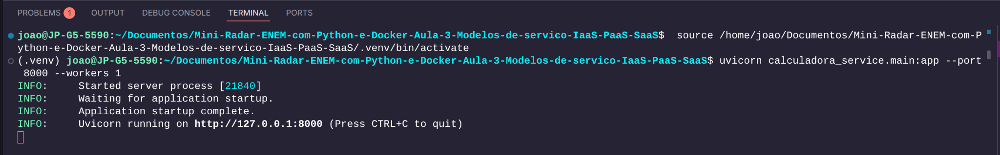 PROBLEMS 1 OUTPUT DEBUG CONSOLE TERMINAL PORTS
joao@JP-G5-5590:~/Documentos/Mini-Radar-ENEM-com-Python-e-Docker-Aula-3-Modelos-de-servico-IaaS-PaaS-SaaS$  source /home/joao/Documentos/Mini-Radar-ENEM-com-P
ython-e-Docker-Aula-3-Modelos-de-servico-IaaS-PaaS-SaaS/.venv/bin/activate
(.venv) joao@JP-G5-5590:~/Documentos/Mini-Radar-ENEM-com-Python-e-Docker-Aula-3-Modelos-de-servico-IaaS-PaaS-SaaS$ uvicorn calculadora_service.main:app --port
 8000 --workers 1
INFO:     Started server process [21840]
INFO:     Waiting for application startup.
INFO:     Application startup complete.
INFO:     Uvicorn running on http://127.0.0.1:8000 (Press CTRL+C to quit)